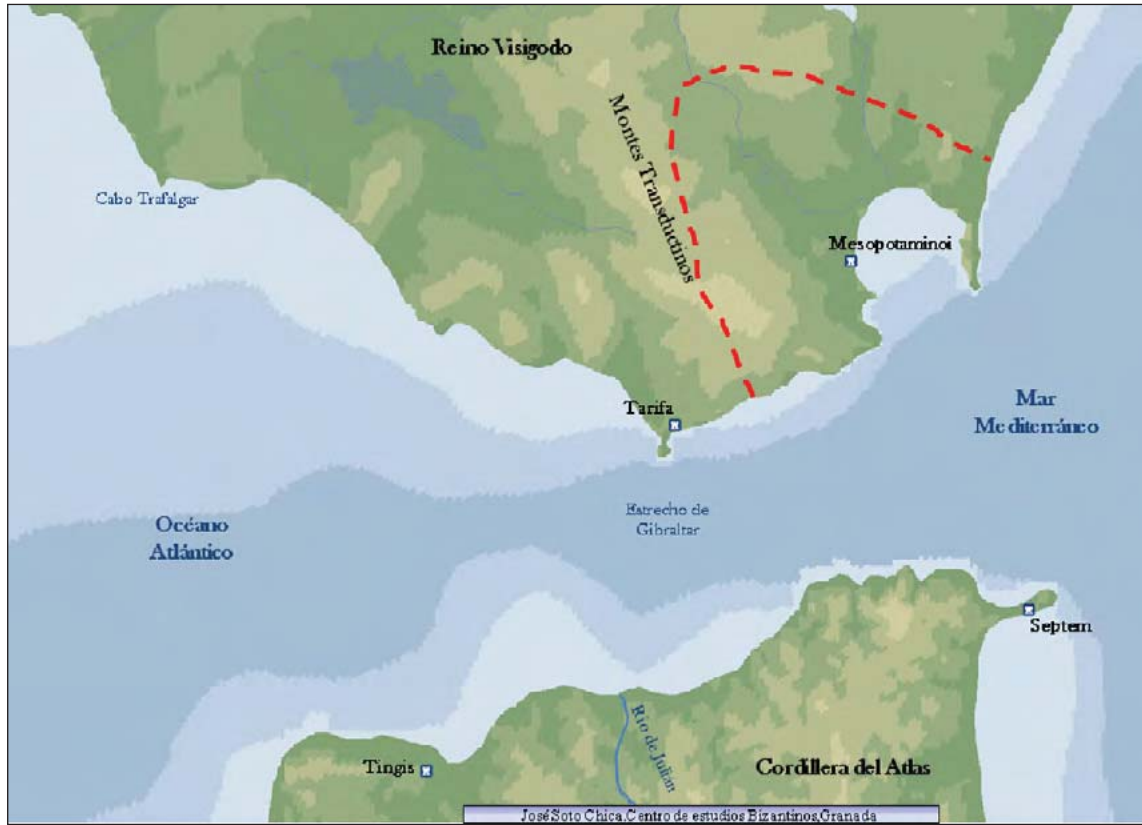 Reino Visigodo
Montes Transductinos
Cabo Trafalgar
Mesopotaminoi
Tarifa
Mar
Mediterráneo
Estrecho de
Gibraltar
Océano
Atlántico
Septem
Río de Julián
Tingis
Cordillera del Atlas
José Soto Chica,Centro de estudios Bizantinos,Granada